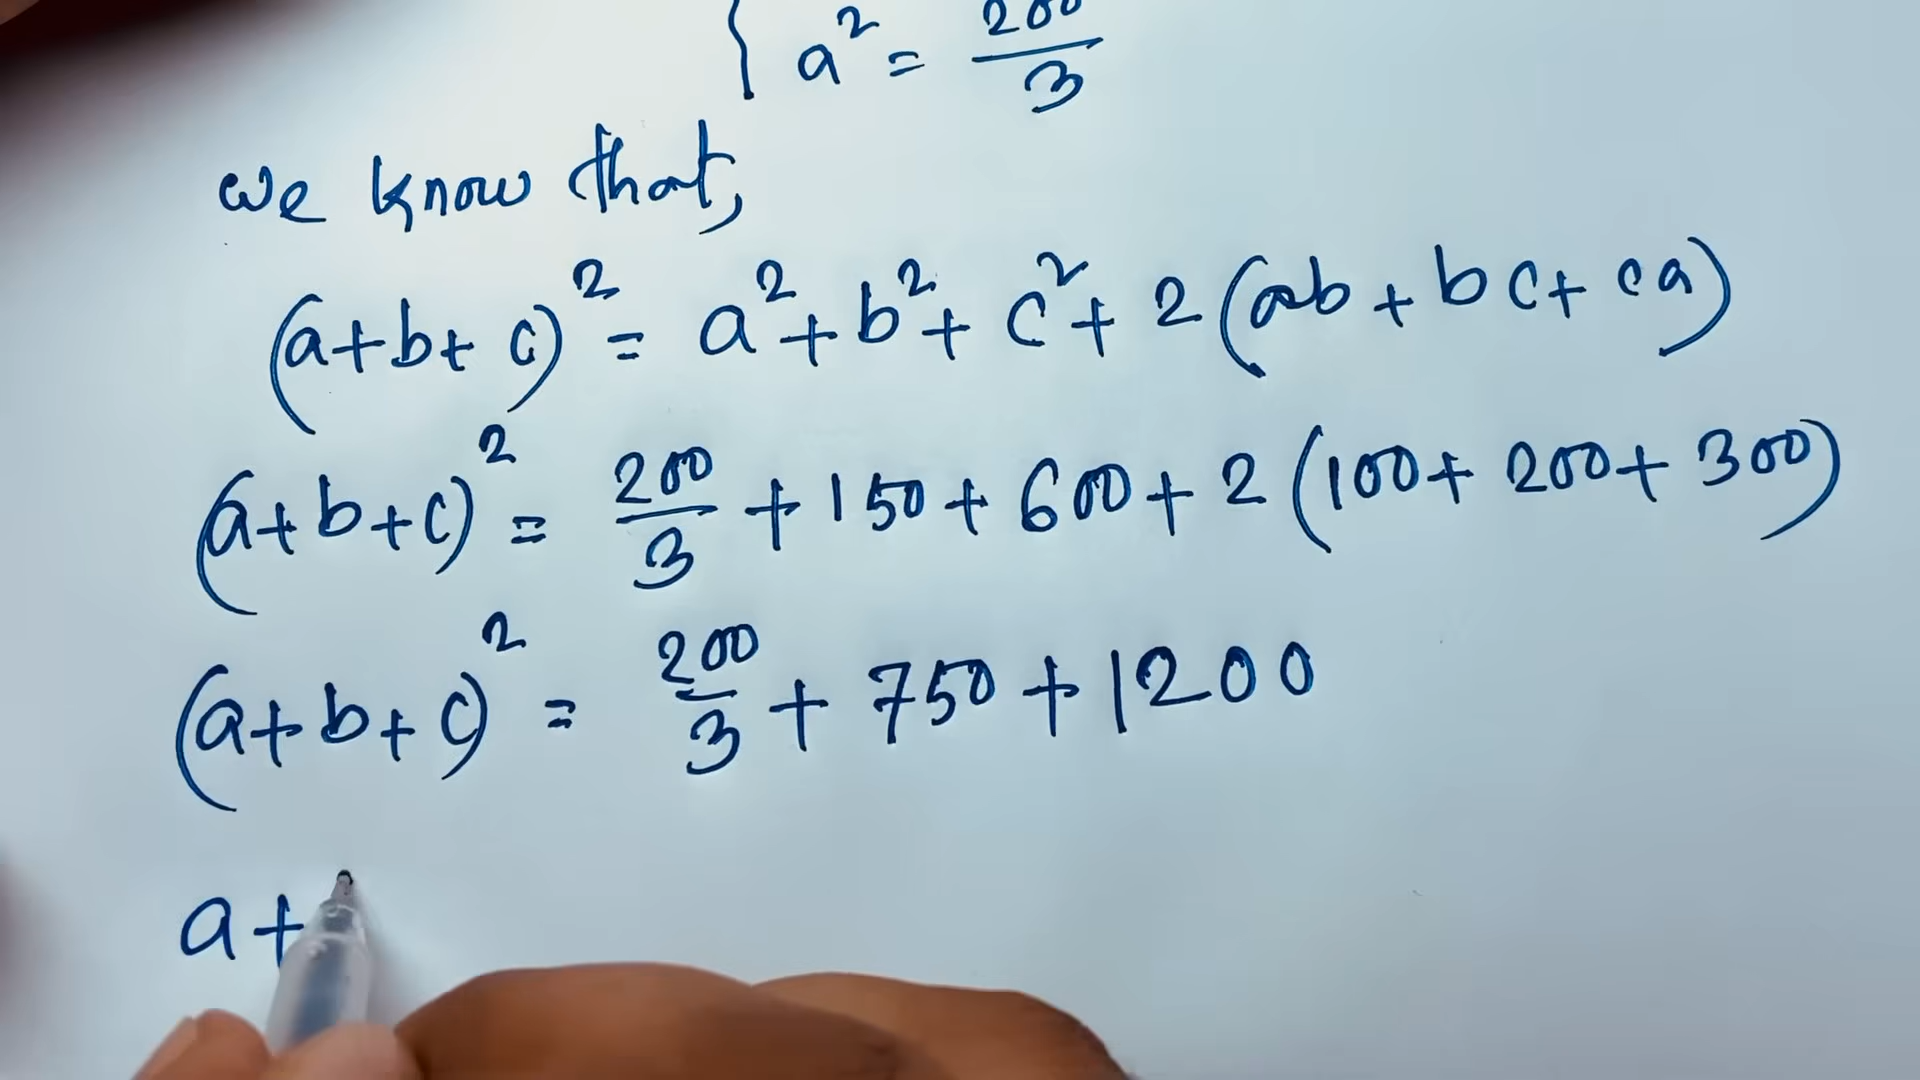 { a² = 200/3
we know that,
(a+b+c)² = a²+b²+c²+2(ab+bc+ca)
(a+b+c)² = 200/3 + 150 + 600 + 2(100+200+300)
(a+b+c)² = 200/3 + 750 + 1200
a+